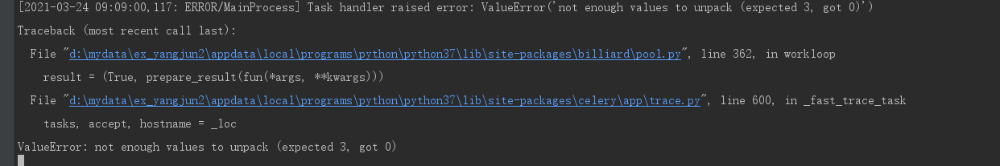 [2021-03-24 09:09:00,117: ERROR/MainProcess] Task handler raised error: ValueError('not enough values to unpack (expected 3, got 0)')
Traceback (most recent call last):
  File "d:\mydata\ex_yangjun2\appdata\local\programs\python\python37\lib\site-packages\billiard\pool.py", line 362, in workloop
    result = (True, prepare_result(fun(*args, **kwargs)))
  File "d:\mydata\ex_yangjun2\appdata\local\programs\python\python37\lib\site-packages\celery\app\trace.py", line 600, in _fast_trace_task
    tasks, accept, hostname = _loc
ValueError: not enough values to unpack (expected 3, got 0)